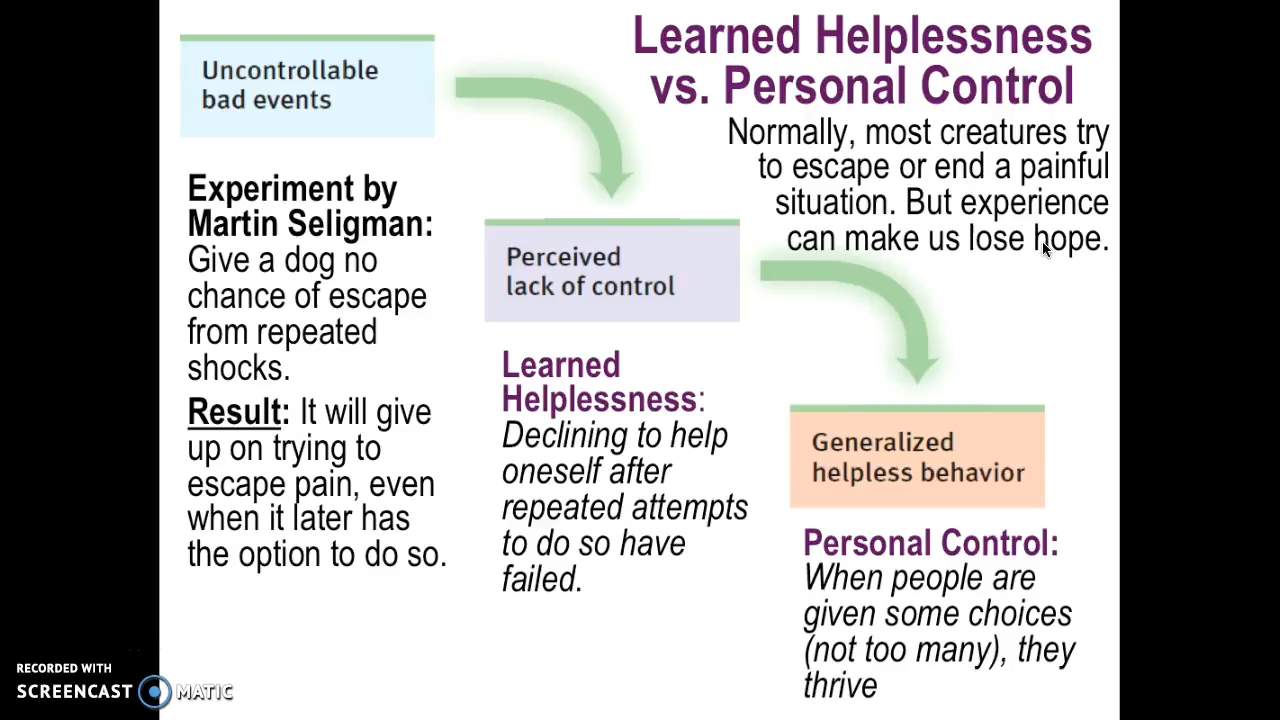 Learned Helplessness
vs. Personal Control
Normally, most creatures try
to escape or end a painful
situation. But experience
can make us lose hope.
Uncontrollable
bad events
Experiment by
Martin Seligman:
Give a dog no
chance of escape
from repeated
shocks.
Result: It will give
up on trying to
escape pain, even
when it later has
the option to do so.
Perceived
lack of control
Learned
Helplessness:
Declining to help
oneself after
repeated attempts
to do so have
failed.
Generalized
helpless behavior
Personal Control:
When people are
given some choices
(not too many), they
thrive
RECORDED WITH
SCREENCAST MATIC